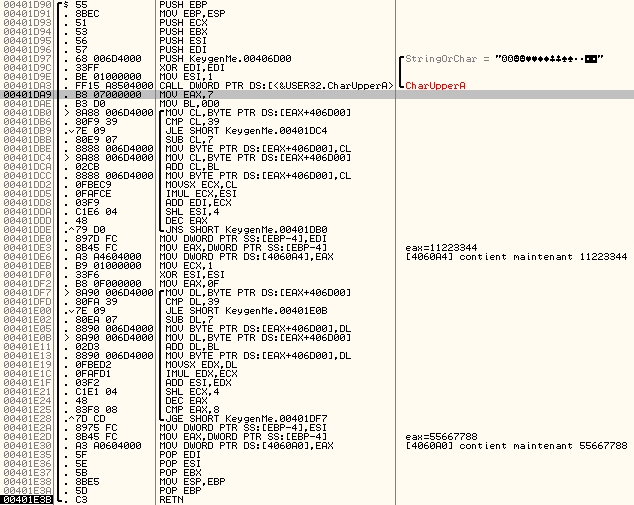 00401D90 $ 55 PUSH EBP
00401D91 . 8BEC MOV EBP,ESP
00401D93 . 51 PUSH ECX
00401D94 . 53 PUSH EBX
00401D95 . 56 PUSH ESI
00401D96 . 57 PUSH EDI
00401D97 . 68 006D4000 PUSH KeygenMe.00406D00 StringOrChar =
00401D9C . 33FF XOR EDI,EDI
00401D9E . BE 01000000 MOV ESI,1
00401DA3 . FF15 A8504000 CALL DWORD PTR DS:[<&USER32.CharUpperA> CharUpperA
00401DA9 . B8 07000000 MOV EAX,7
00401DAE . B3 D0 MOV BL,0D0
00401DB0 > 8A88 006D4000 MOV CL,BYTE PTR DS:[EAX+406D00]
00401DB6 . 80F9 39 CMP CL,39
00401DB9 .v7E 09 JLE SHORT KeygenMe.00401DC4
00401DBB . 80E9 07 SUB CL,7
00401DBE . 8888 006D4000 MOV BYTE PTR DS:[EAX+406D00],CL
00401DC4 > 8A88 006D4000 MOV CL,BYTE PTR DS:[EAX+406D00]
00401DCA . 02CB ADD CL,BL
00401DCC . 8888 006D4000 MOV BYTE PTR DS:[EAX+406D00],CL
00401DD2 . 0FBEC9 MOVSX ECX,CL
00401DD5 . 0FAFCE IMUL ECX,ESI
00401DD8 . 03F9 ADD EDI,ECX
00401DDA . C1E6 04 SHL ESI,4
00401DDD . 48 DEC EAX
00401DDE .^79 D0 JNS SHORT KeygenMe.00401DB0
00401DE0 . 897D FC MOV DWORD PTR SS:[EBP-4],EDI
00401DE3 . 8B45 FC MOV EAX,DWORD PTR SS:[EBP-4] eax=11223344
00401DE6 . A3 A4604000 MOV DWORD PTR DS:[4060A4],EAX [4060A4] contient maintenant 11223344
00401DEB . B9 01000000 MOV ECX,1
00401DF0 . 33F6 XOR ESI,ESI
00401DF2 . B8 0F000000 MOV EAX,0F
00401DF7 > 8A90 006D4000 MOV DL,BYTE PTR DS:[EAX+406D00]
00401DFD . 80FA 39 CMP DL,39
00401E00 .v7E 09 JLE SHORT KeygenMe.00401E0B
00401E02 . 80EA 07 SUB DL,7
00401E05 . 8890 006D4000 MOV BYTE PTR DS:[EAX+406D00],DL
00401E0B > 8A90 006D4000 MOV DL,BYTE PTR DS:[EAX+406D00]
00401E11 . 02D3 ADD DL,BL
00401E13 . 8890 006D4000 MOV BYTE PTR DS:[EAX+406D00],DL
00401E19 . 0FBED2 MOVSX EDX,DL
00401E1C . 0FAFD1 IMUL EDX,ECX
00401E1F . 03F2 ADD ESI,EDX
00401E21 . C1E1 04 SHL ECX,4
00401E24 . 48 DEC EAX
00401E25 . 83F8 08 CMP EAX,8
00401E28 .^7D CD JGE SHORT KeygenMe.00401DF7
00401E2A . 8975 FC MOV DWORD PTR SS:[EBP-4],ESI
00401E2D . 8B45 FC MOV EAX,DWORD PTR SS:[EBP-4] eax=55667788
00401E30 . A3 A0604000 MOV DWORD PTR DS:[4060A0],EAX [4060A0] contient maintenant 55667788
00401E35 . 5F POP EDI
00401E36 . 5E POP ESI
00401E37 . 5B POP EBX
00401E38 . 8BE5 MOV ESP,EBP
00401E3A . 5D POP EBP
00401E3B . C3 RETN